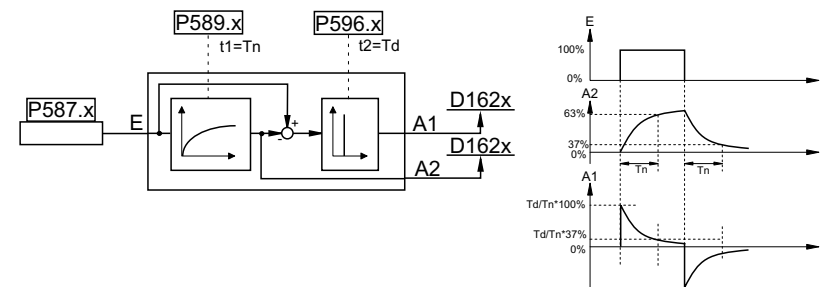 P589.x
P596.x
t1=Tn
t2=Td
P587.x
E
+
-
A1
D162x
A2
D162x
E
100%
0%
A2
63%
37%
0%
Tn
Tn
A1
Td/Tn*100%
Td/Tn*37%
0%